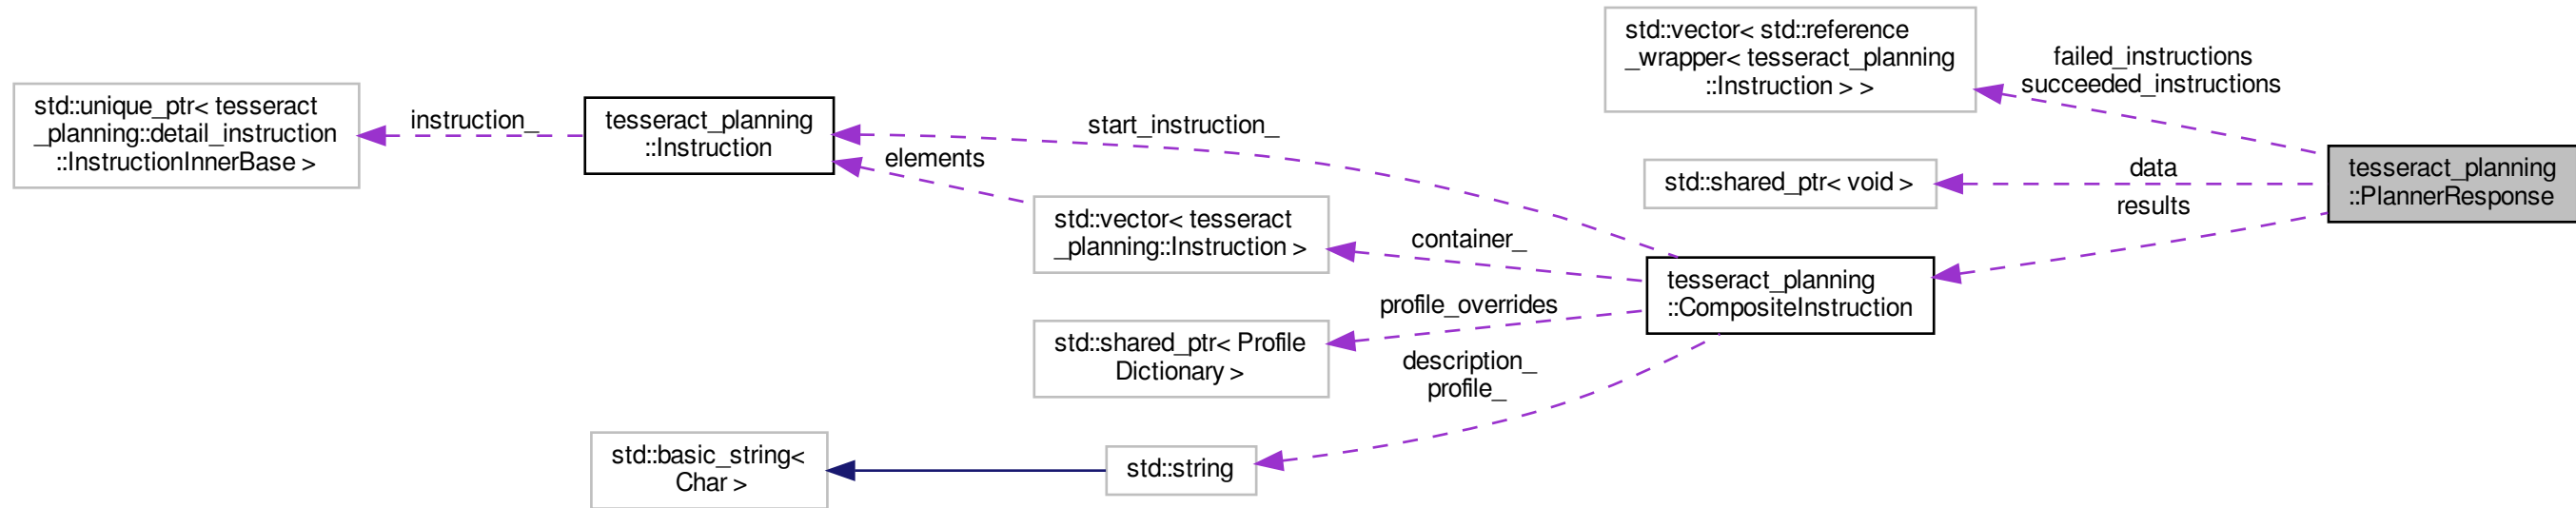 std::unique_ptr< tesseract
_planning::detail_instruction
::InstructionInnerBase >
instruction_
tesseract_planning
::Instruction
start_instruction_
elements
std::vector< tesseract
_planning::Instruction >
container_
std::shared_ptr< Profile
Dictionary >
profile_overrides
description_
profile_
std::basic_string<
Char >
std::string
std::vector< std::reference
_wrapper< tesseract_planning
::Instruction > >
failed_instructions
succeeded_instructions
std::shared_ptr< void >
data
results
tesseract_planning
::CompositeInstruction
tesseract_planning
::PlannerResponse